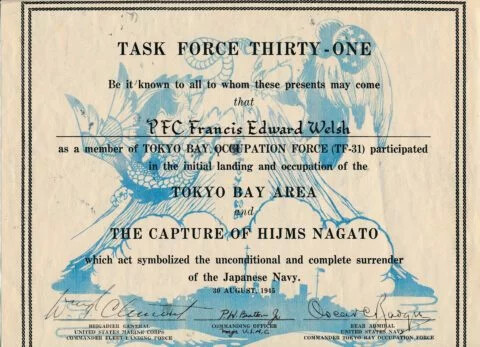 TASK FORCE THIRTY-ONE
Be it known to all to whom these presents may come
that
PFC Francis Edward Welsh
as a member of TOKYO BAY OCCUPATION FORCE (TF-31) participated
in the initial landing and occupation of the
TOKYO BAY AREA
and
THE CAPTURE OF HIJMS NAGATO
which act symbolized the unconditional and complete surrender
of the Japanese Navy.
30 AUGUST, 1945
BRIGADIER GENERAL
UNITED STATES MARINE CORPS
COMMANDER FLEET LANDING FORCE
COMMANDING OFFICER
REAR ADMIRAL
UNITED STATES NAVY
COMMANDER TOKYO BAY OCCUPATION FORCE